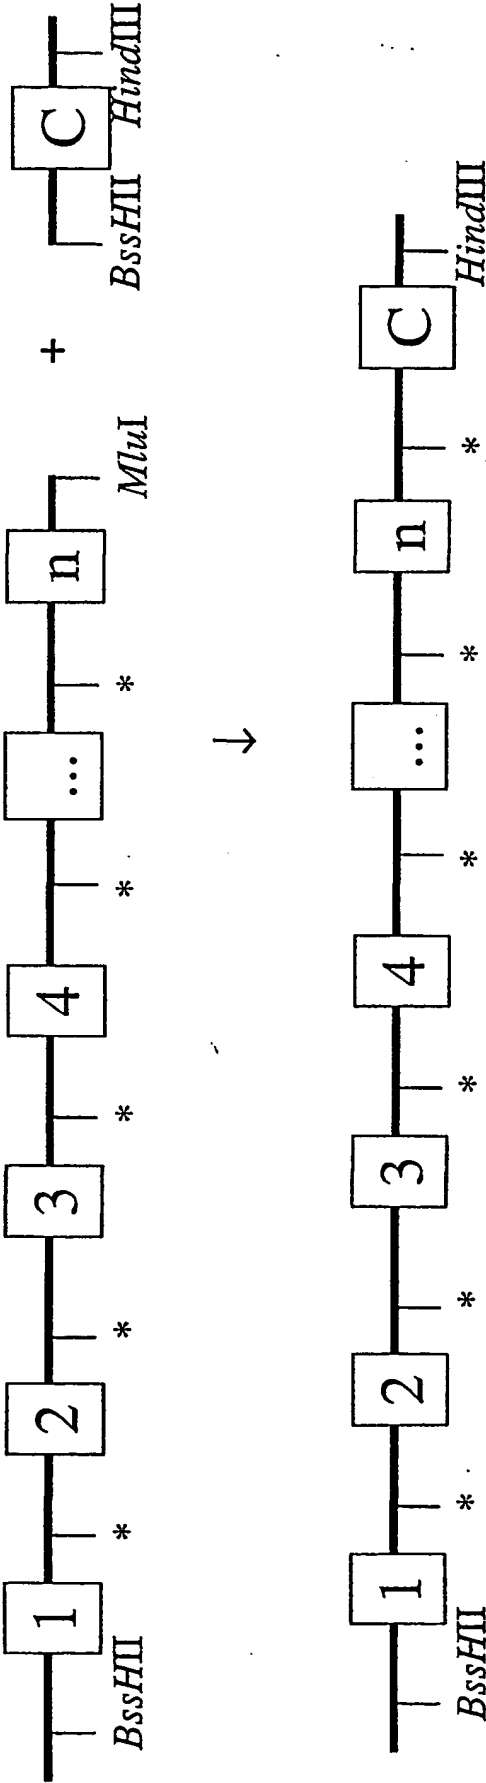 1 2 3 4 ... n + C
BssHII * * * * * MluI BssHII HindIII
↓
1 2 3 4 ... n C
BssHII * * * * * * HindIII